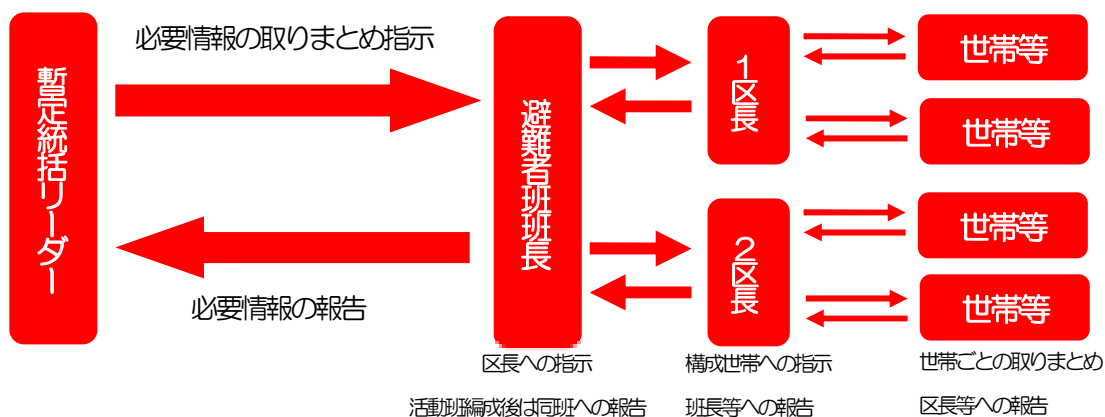 必要情報の取りまとめ指示
暫定統括リーダー
必要情報の報告
避難者班班長
1区長
2区長
世帯等
世帯等
世帯等
世帯等
区長への指示
活動班編成後は同班への報告
構成世帯への指示
班長等への報告
世帯ごとの取りまとめ
区長等への報告